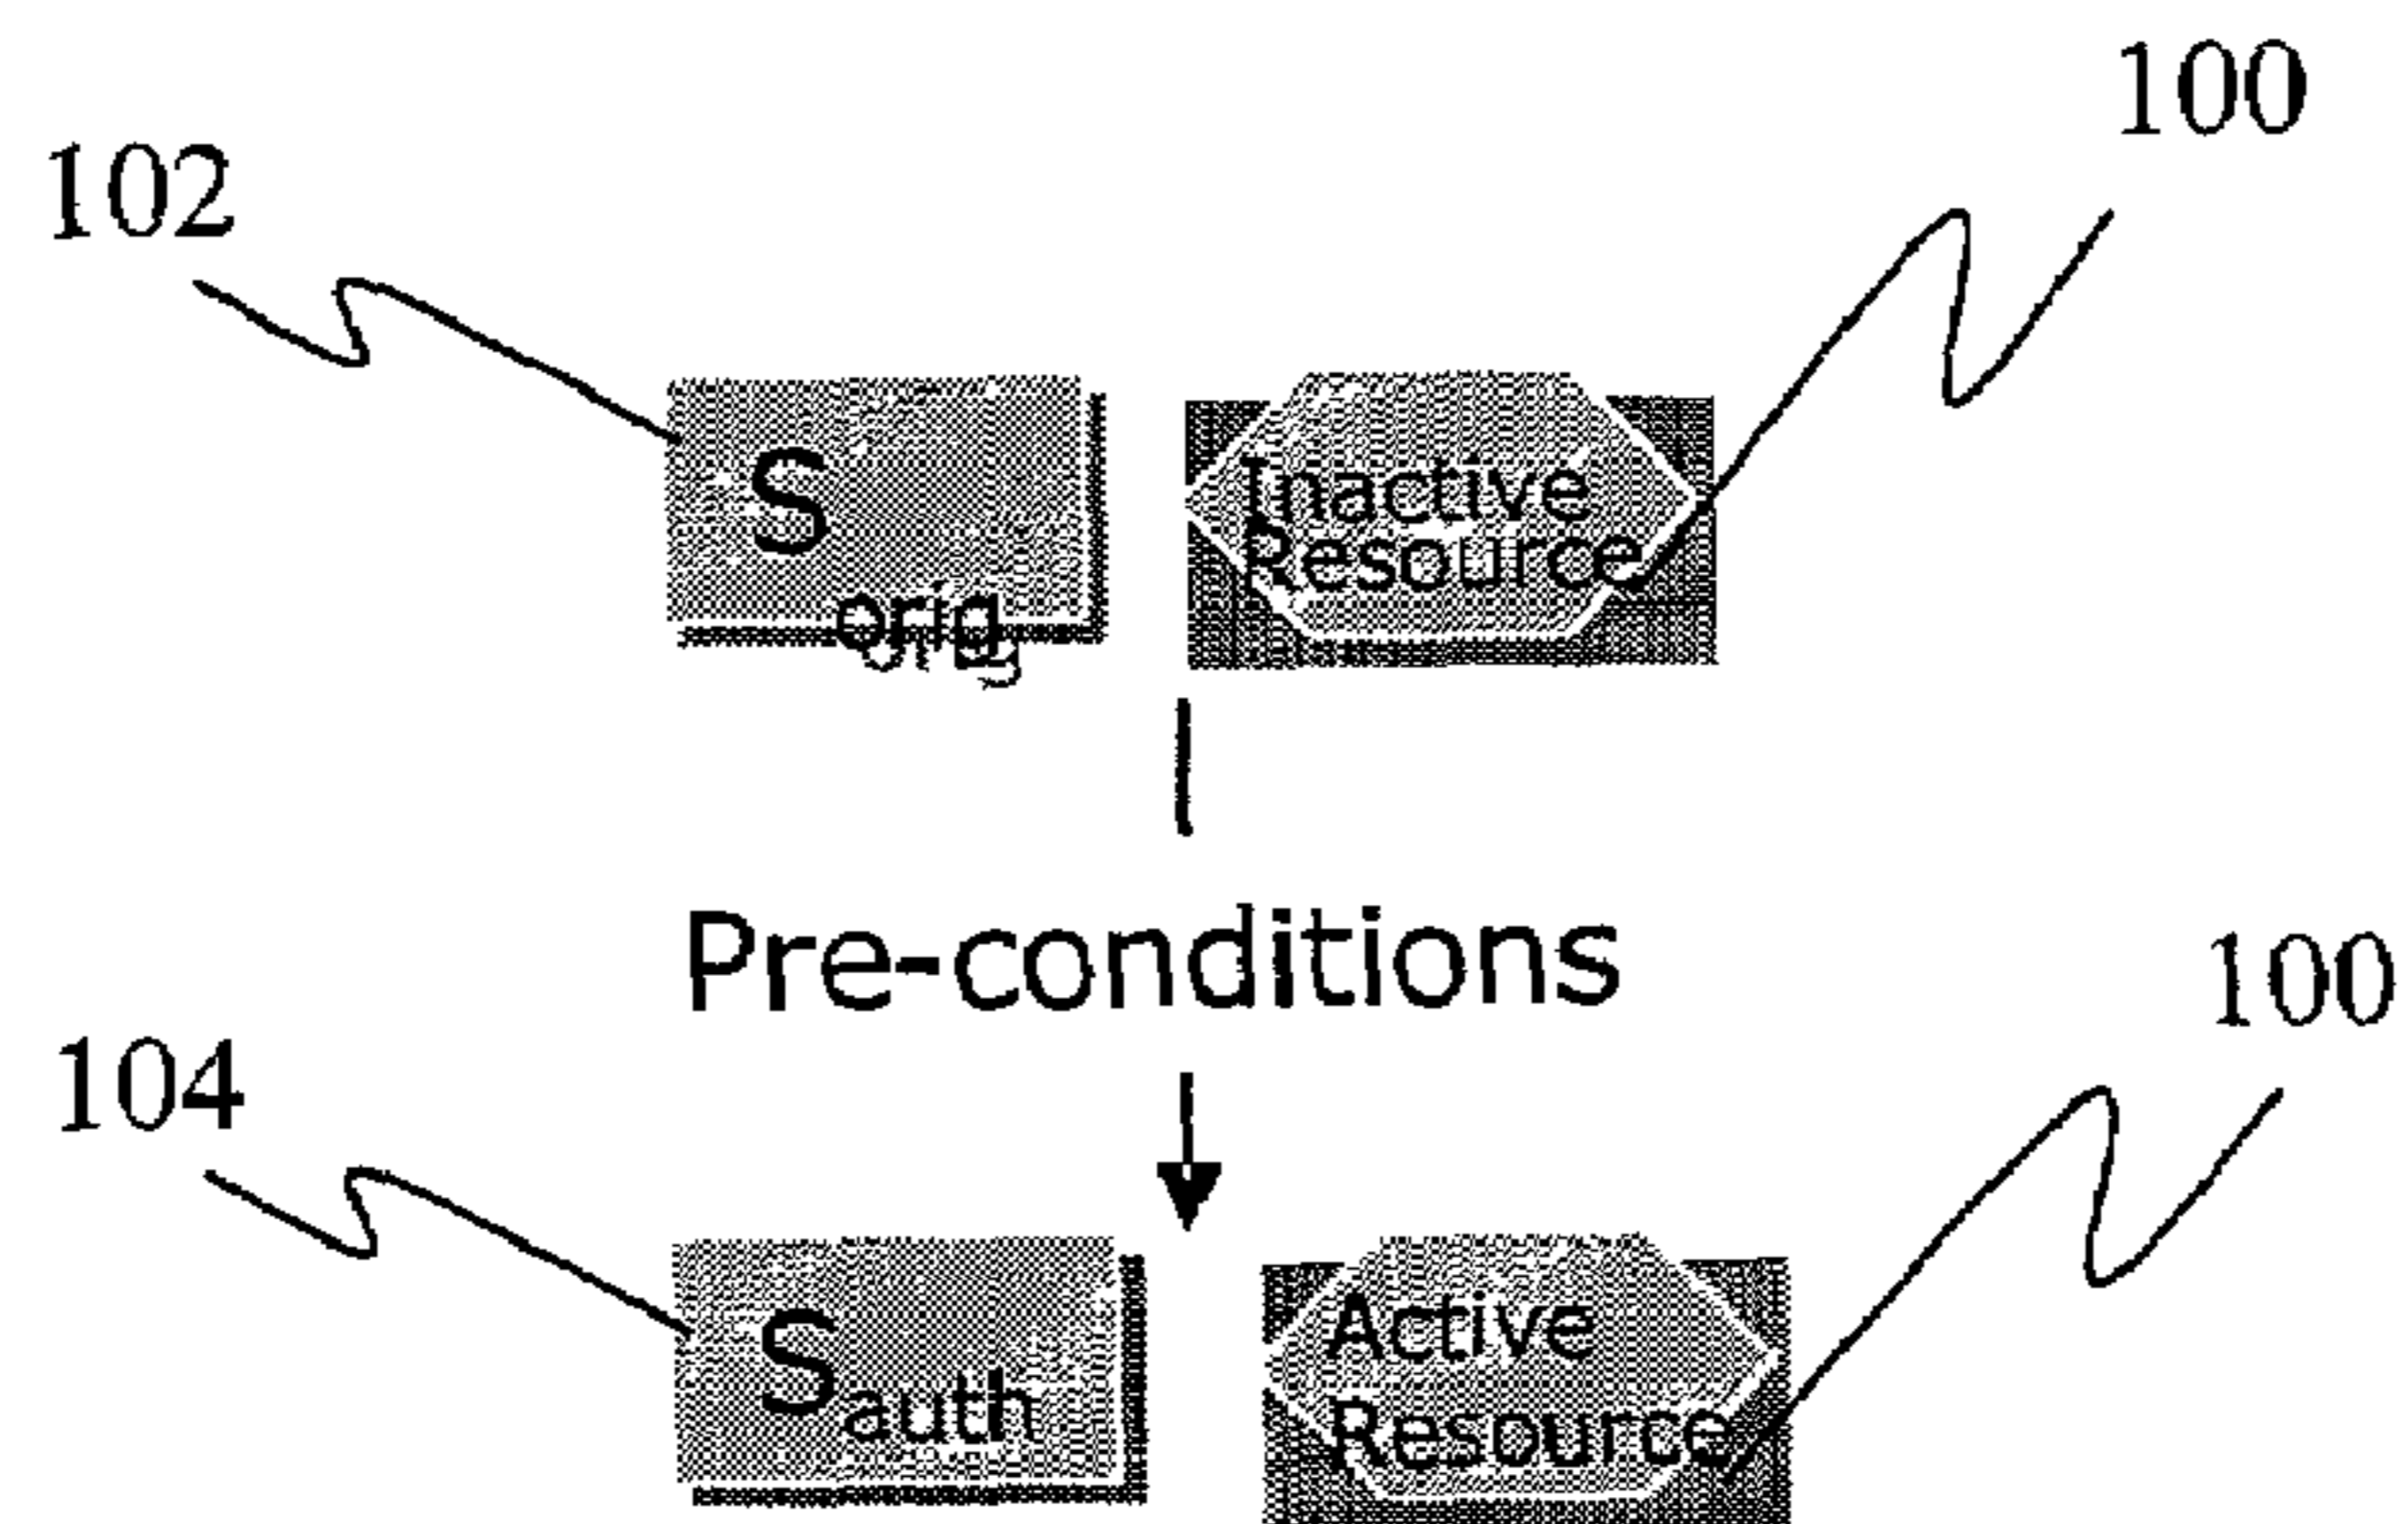 100
102
S orig
Inactive
Resource
Pre-conditions
100
104
S auth
Active
Resource